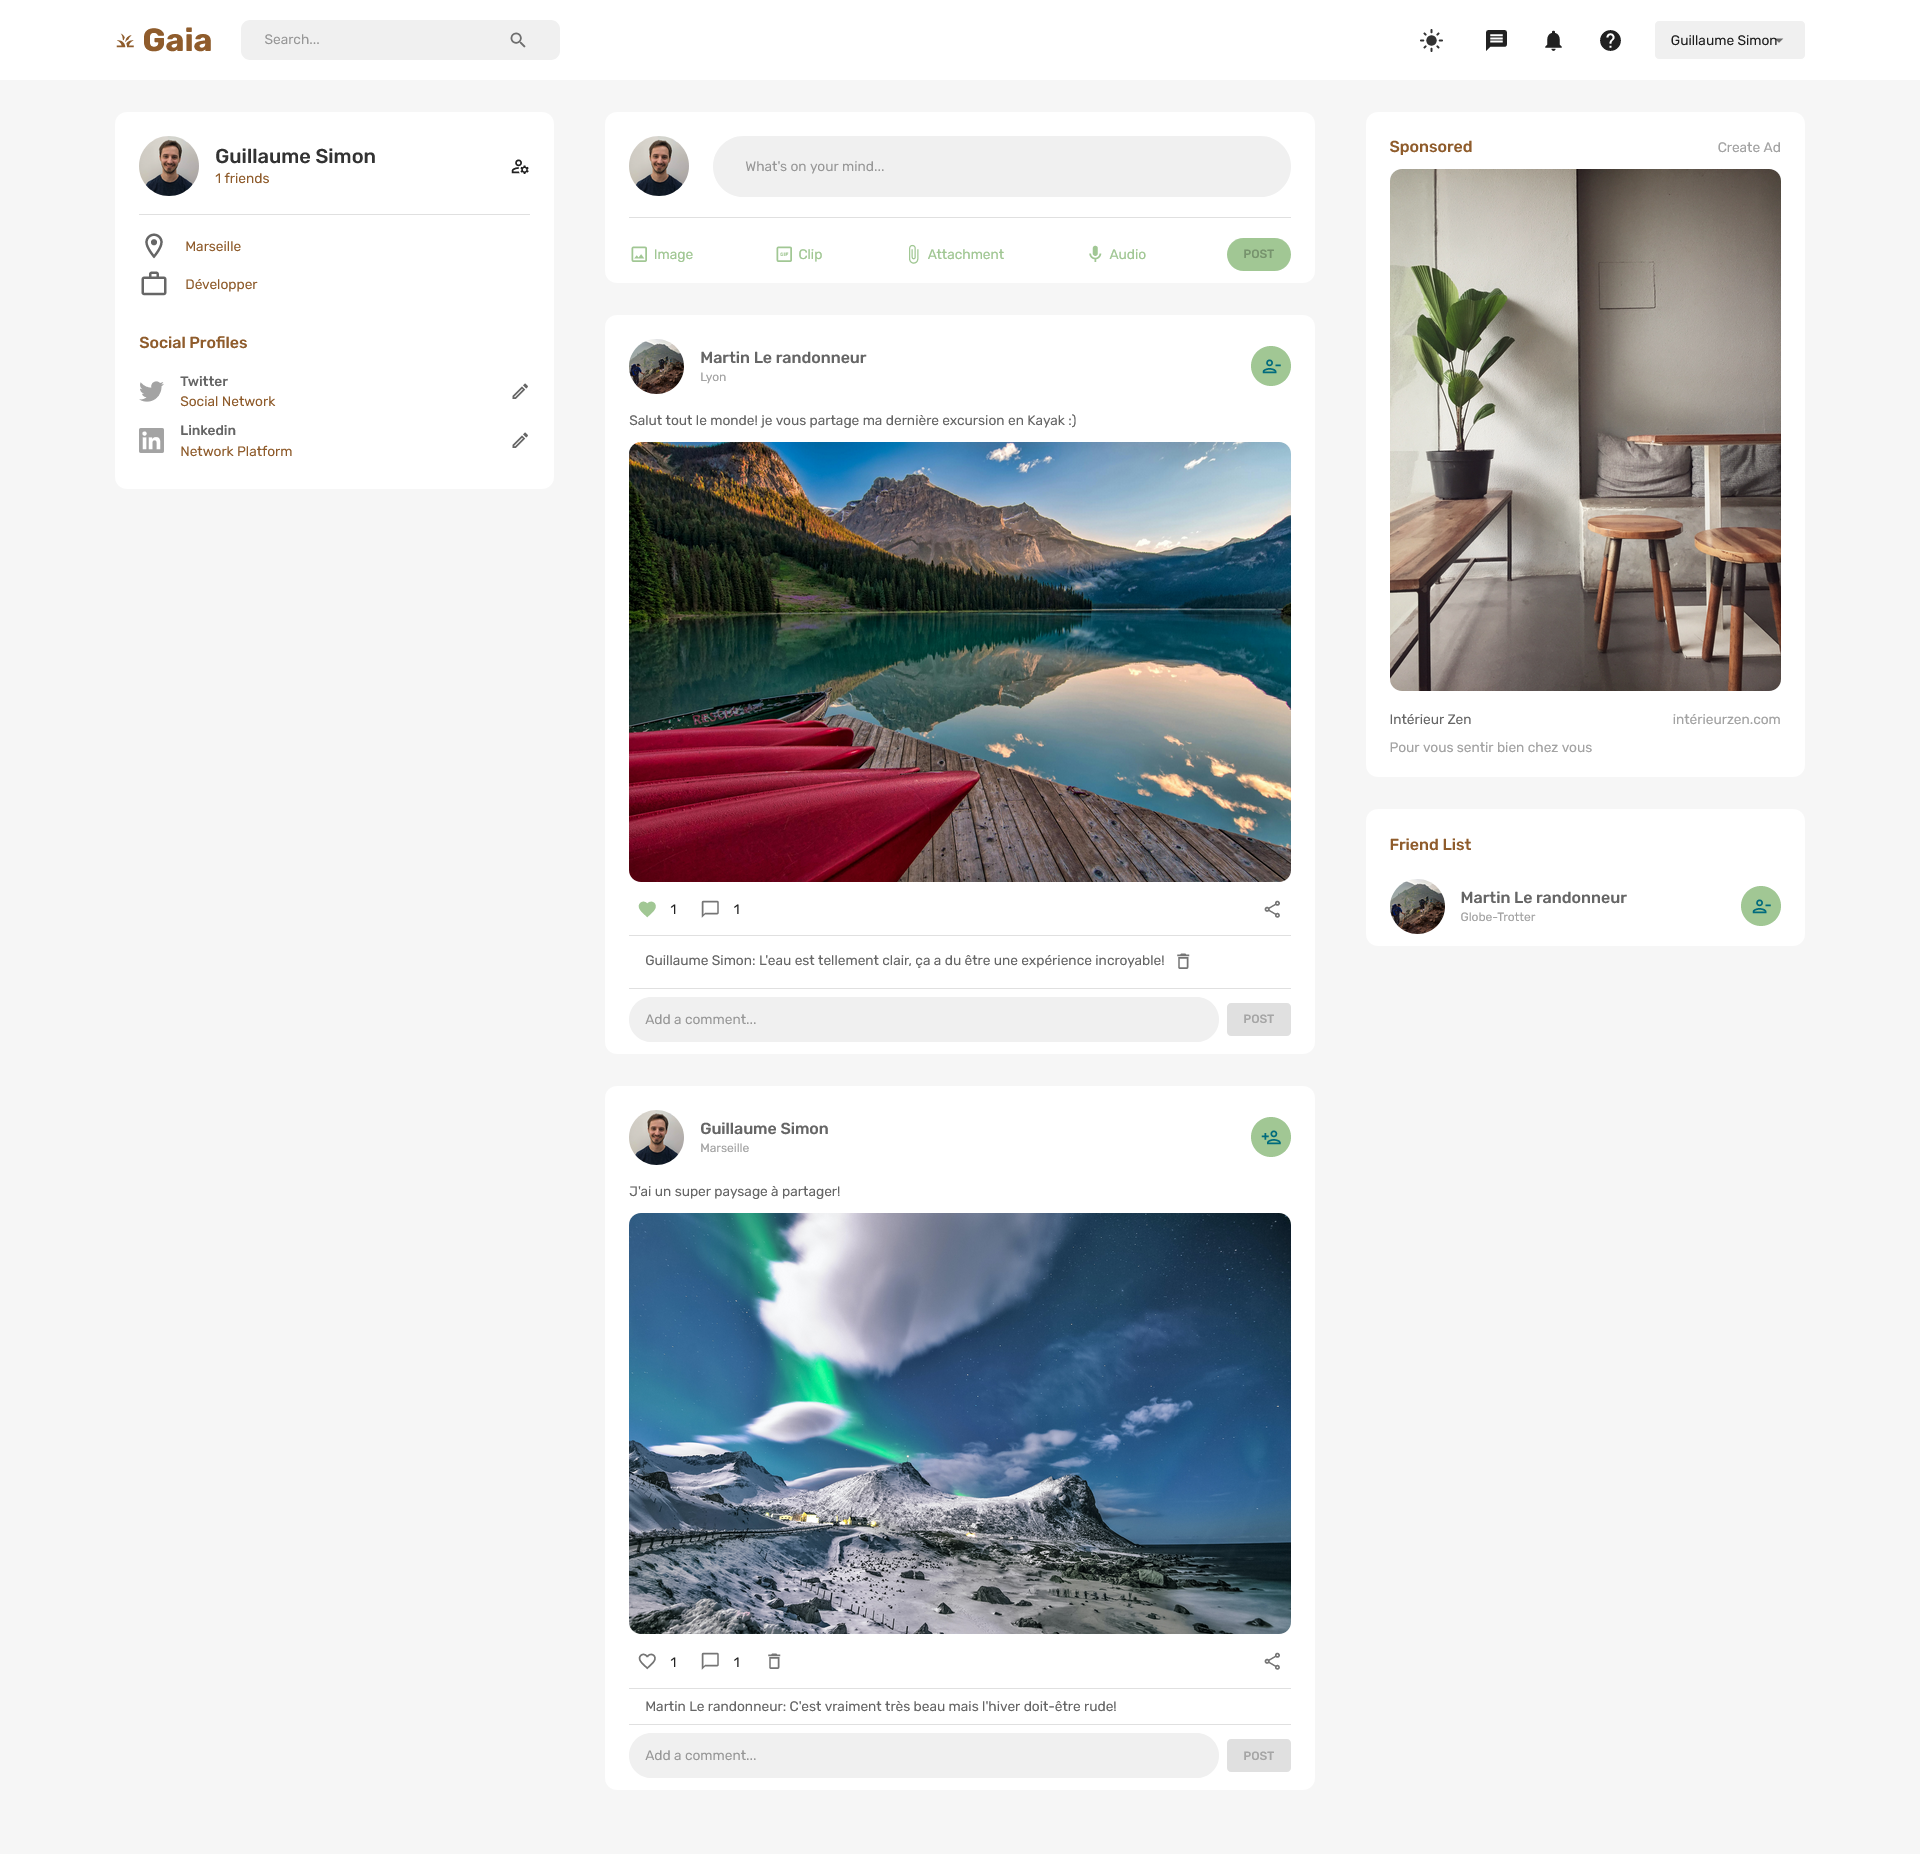 Gaia
Search...
Guillaume Simon
Guillaume Simon
1 friends
Marseille
Développer
Social Profiles
Twitter
Social Network
Linkedin
Network Platform
What's on your mind...
Image
Clip
Attachment
Audio
POST
Martin Le randonneur
Lyon
Salut tout le monde! je vous partage ma dernière excursion en Kayak :)
1
1
Guillaume Simon: L'eau est tellement clair, ça a du être une expérience incroyable!
Add a comment...
POST
Guillaume Simon
Marseille
J'ai un super paysage à partager!
1
1
Martin Le randonneur: C'est vraiment très beau mais l'hiver doit-être rude!
Add a comment...
POST
Sponsored
Create Ad
Intérieur Zen
intérieurzen.com
Pour vous sentir bien chez vous
Friend List
Martin Le randonneur
Globe-Trotter